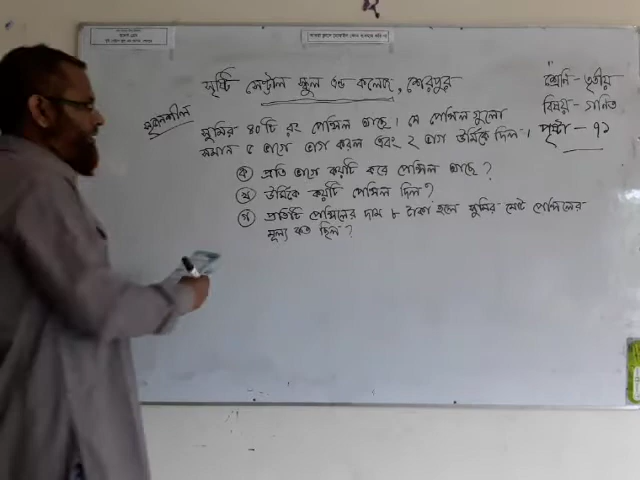 সৃষ্টি সেন্ট্রাল স্কুল এন্ড কলেজ, শেরপুর
শ্রেণি - তৃতীয়
বিষয় - গণিত
পৃষ্ঠা - ৭১
সৃজনশীল
সুমির ৪০টি রং পেন্সিল আছে। সে পেন্সিল গুলো
সমান ৫ ভাগে ভাগ করল এবং ২ ভাগ উর্মিকে দিল।
ক প্রতি ভাগে কয়টি করে পেন্সিল আছে?
খ উর্মিকে কয়টি পেন্সিল দিল?
গ প্রতিটি পেন্সিলের দাম ৮ টাকা হলে সুমির মোট পেন্সিলের
মূল্য কত ছিল?